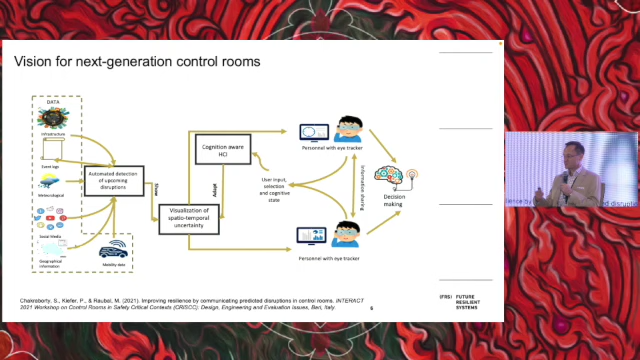 Vision for next-generation control rooms
DATA
Infrastructure
Event logs
Meteorological
Social Media
Geographical
information
Mobility data
Automated detection
of upcoming
disruptions
Show
Visualization of
spatio-temporal
uncertainty
Cognition aware
HCI
Adapt
User input,
selection
and cognitive
state
Personnel with eye tracker
Information sharing
Personnel with eye tracker
Decision
making
Chakraborty, S., Kiefer, P., & Raubal, M. (2021). Improving resilience by communicating predicted disruptions in control rooms. INTERACT
2021 Workshop on Control Rooms in Safety Critical Contexts (CRiSCC): Design, Engineering and Evaluation Issues, Bari, Italy.
6
(FRS) FUTURE
RESILIENT
SYSTEMS